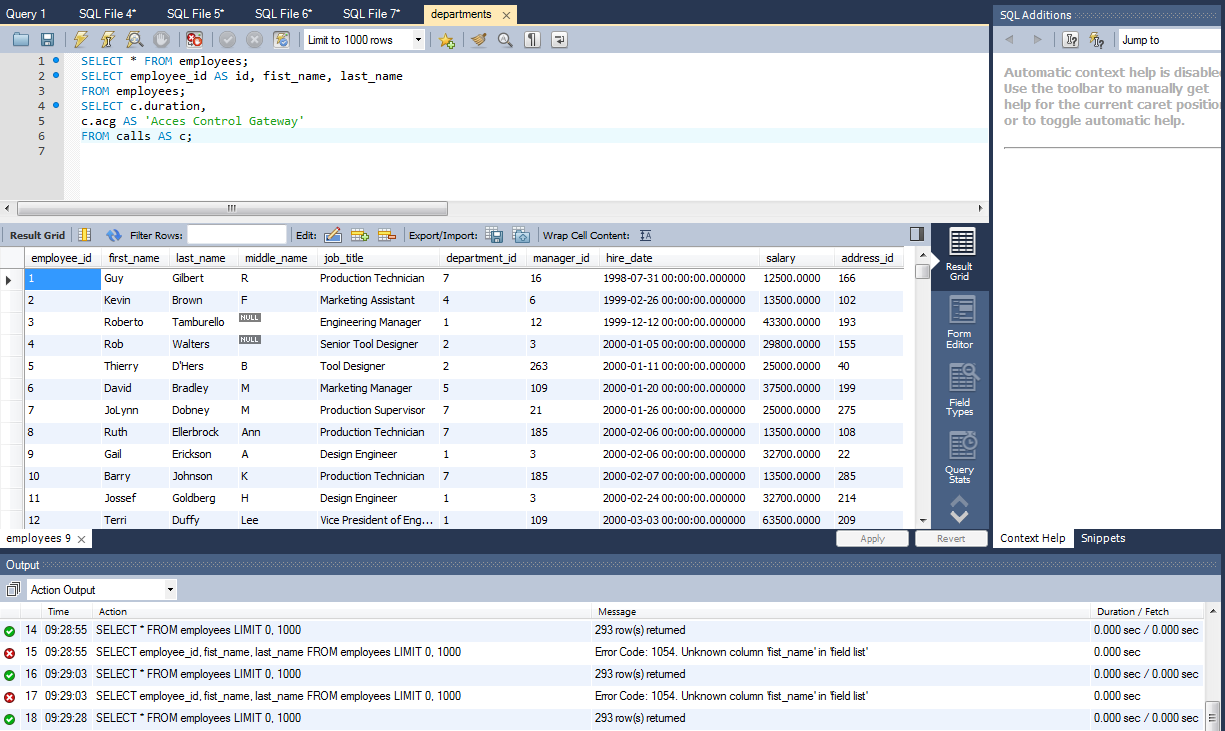 Query 1 SQL File 4* SQL File 5* SQL File 6* SQL File 7* departments
SQL Additions
Limit to 1000 rows
Jump to
1 SELECT * FROM employees;
2 SELECT employee_id AS id, fist_name, last_name
3 FROM employees;
4 SELECT c.duration,
5 c.acg AS 'Acces Control Gateway'
6 FROM calls AS c;
7
Automatic context help is disabled
Use the toolbar to manually get
help for the current caret position
or to toggle automatic help.
Result Grid Filter Rows: Edit: Export/Import: Wrap Cell Content: IA
employee_id first_name last_name middle_name job_title department_id manager_id hire_date salary address_id
1 Guy Gilbert R Production Technician 7 16 1998-07-31 00:00:00.000000 12500.0000 166
2 Kevin Brown F Marketing Assistant 4 6 1999-02-26 00:00:00.000000 13500.0000 102
3 Roberto Tamburello NULL Engineering Manager 1 12 1999-12-12 00:00:00.000000 43300.0000 193
4 Rob Walters NULL Senior Tool Designer 2 3 2000-01-05 00:00:00.000000 29800.0000 155
5 Thierry D'Hers B Tool Designer 2 263 2000-01-11 00:00:00.000000 25000.0000 40
6 David Bradley M Marketing Manager 5 109 2000-01-20 00:00:00.000000 37500.0000 199
7 JoLynn Dobney M Production Supervisor 7 21 2000-01-26 00:00:00.000000 25000.0000 275
8 Ruth Ellerbrock Ann Production Technician 7 185 2000-02-06 00:00:00.000000 13500.0000 108
9 Gail Erickson A Design Engineer 1 3 2000-02-06 00:00:00.000000 32700.0000 22
10 Barry Johnson K Production Technician 7 185 2000-02-07 00:00:00.000000 13500.0000 285
11 Jossef Goldberg H Design Engineer 1 3 2000-02-24 00:00:00.000000 32700.0000 214
12 Terri Duffy Lee Vice President of Eng... 1 109 2000-03-03 00:00:00.000000 63500.0000 209
Result
Grid
Form
Editor
Field
Types
Query
Stats
employees 9 Apply Revert
Context Help Snippets
Output
Action Output
Time Action Message Duration / Fetch
14 09:28:55 SELECT * FROM employees LIMIT 0, 1000 293 row(s) returned 0.000 sec / 0.000 sec
15 09:28:55 SELECT employee_id, fist_name, last_name FROM employees LIMIT 0, 1000 Error Code: 1054. Unknown column 'fist_name' in 'field list' 0.000 sec
16 09:29:03 SELECT * FROM employees LIMIT 0, 1000 293 row(s) returned 0.000 sec / 0.000 sec
17 09:29:03 SELECT employee_id, fist_name, last_name FROM employees LIMIT 0, 1000 Error Code: 1054. Unknown column 'fist_name' in 'field list' 0.000 sec
18 09:29:28 SELECT * FROM employees LIMIT 0, 1000 293 row(s) returned 0.000 sec / 0.000 sec